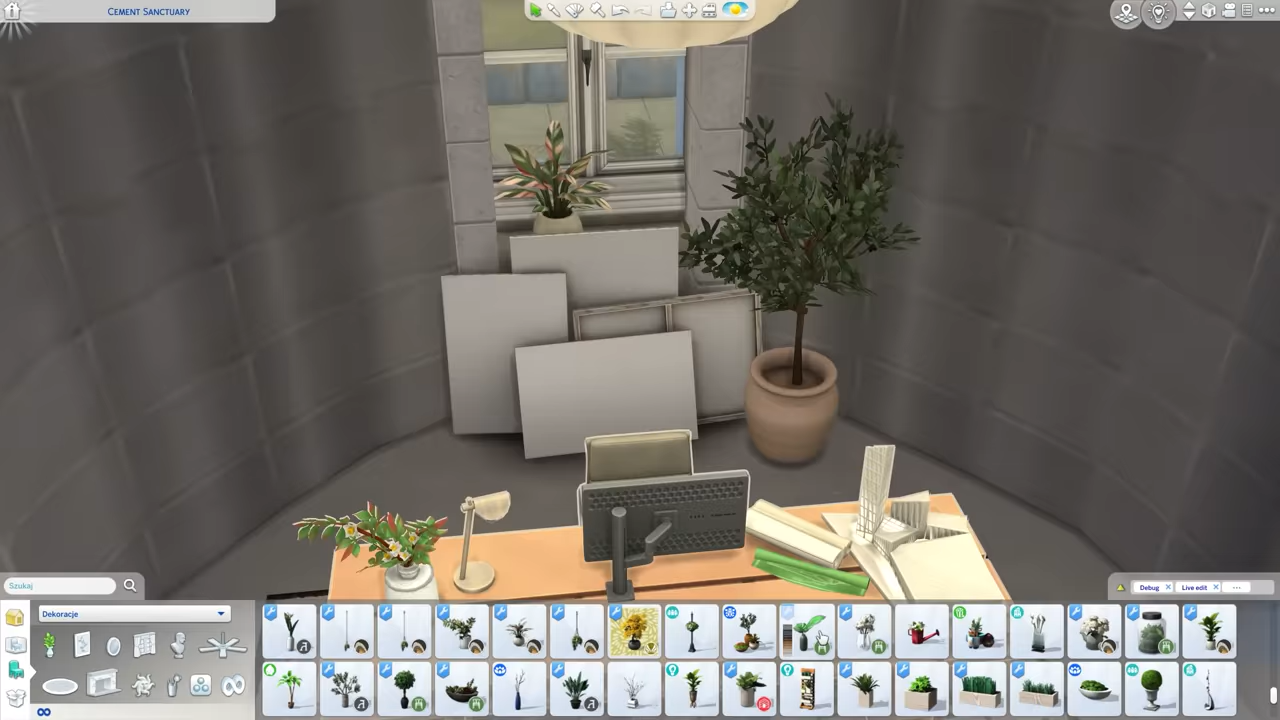 CEMENT SANCTUARY
Debug
Live edit
Szukaj
Dekoracje